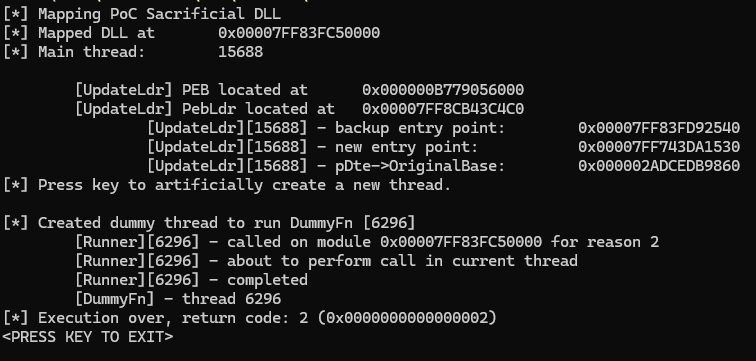 [*] Mapping PoC Sacrificial DLL
[*] Mapped DLL at 0x00007FF83FC50000
[*] Main thread: 15688
[UpdateLdr] PEB located at 0x000000B779056000
[UpdateLdr] PebLdr located at 0x00007FF8CB43C4C0
[UpdateLdr][15688] - backup entry point: 0x00007FF83FD92540
[UpdateLdr][15688] - new entry point: 0x00007FF743DA1530
[UpdateLdr][15688] - pDte->OriginalBase: 0x000002ADCEDB9860
[*] Press key to artificially create a new thread.
[*] Created dummy thread to run DummyFn [6296]
[Runner][6296] - called on module 0x00007FF83FC50000 for reason 2
[Runner][6296] - about to perform call in current thread
[Runner][6296] - completed
[DummyFn] - thread 6296
[*] Execution over, return code: 2 (0x0000000000000002)
<PRESS KEY TO EXIT>